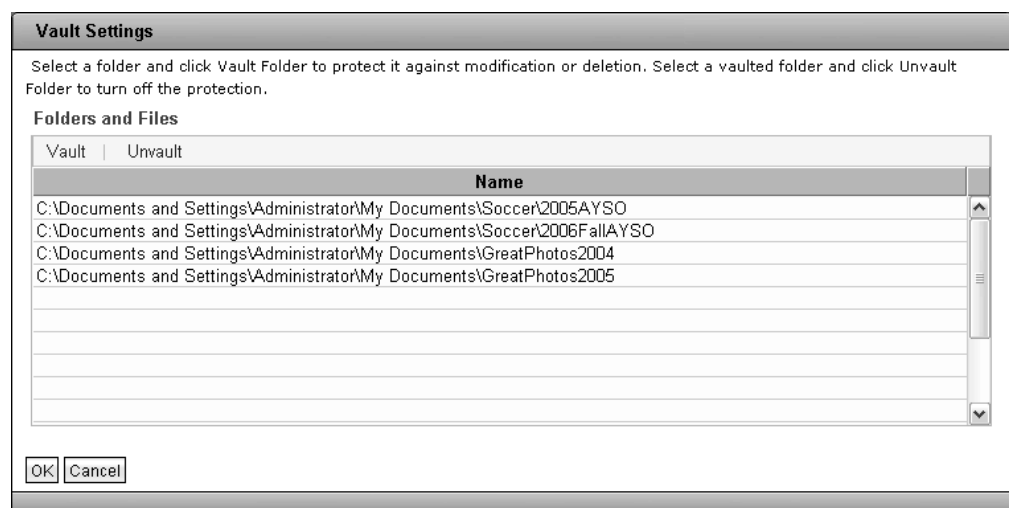 Vault Settings
Select a folder and click Vault Folder to protect it against modification or deletion. Select a vaulted folder and click Unvault
Folder to turn off the protection.
Folders and Files
Vault | Unvault
Name
C:\Documents and Settings\Administrator\My Documents\Soccer\2005AYSO
C:\Documents and Settings\Administrator\My Documents\Soccer\2006FallAYSO
C:\Documents and Settings\Administrator\My Documents\GreatPhotos2004
C:\Documents and Settings\Administrator\My Documents\GreatPhotos2005
OK Cancel